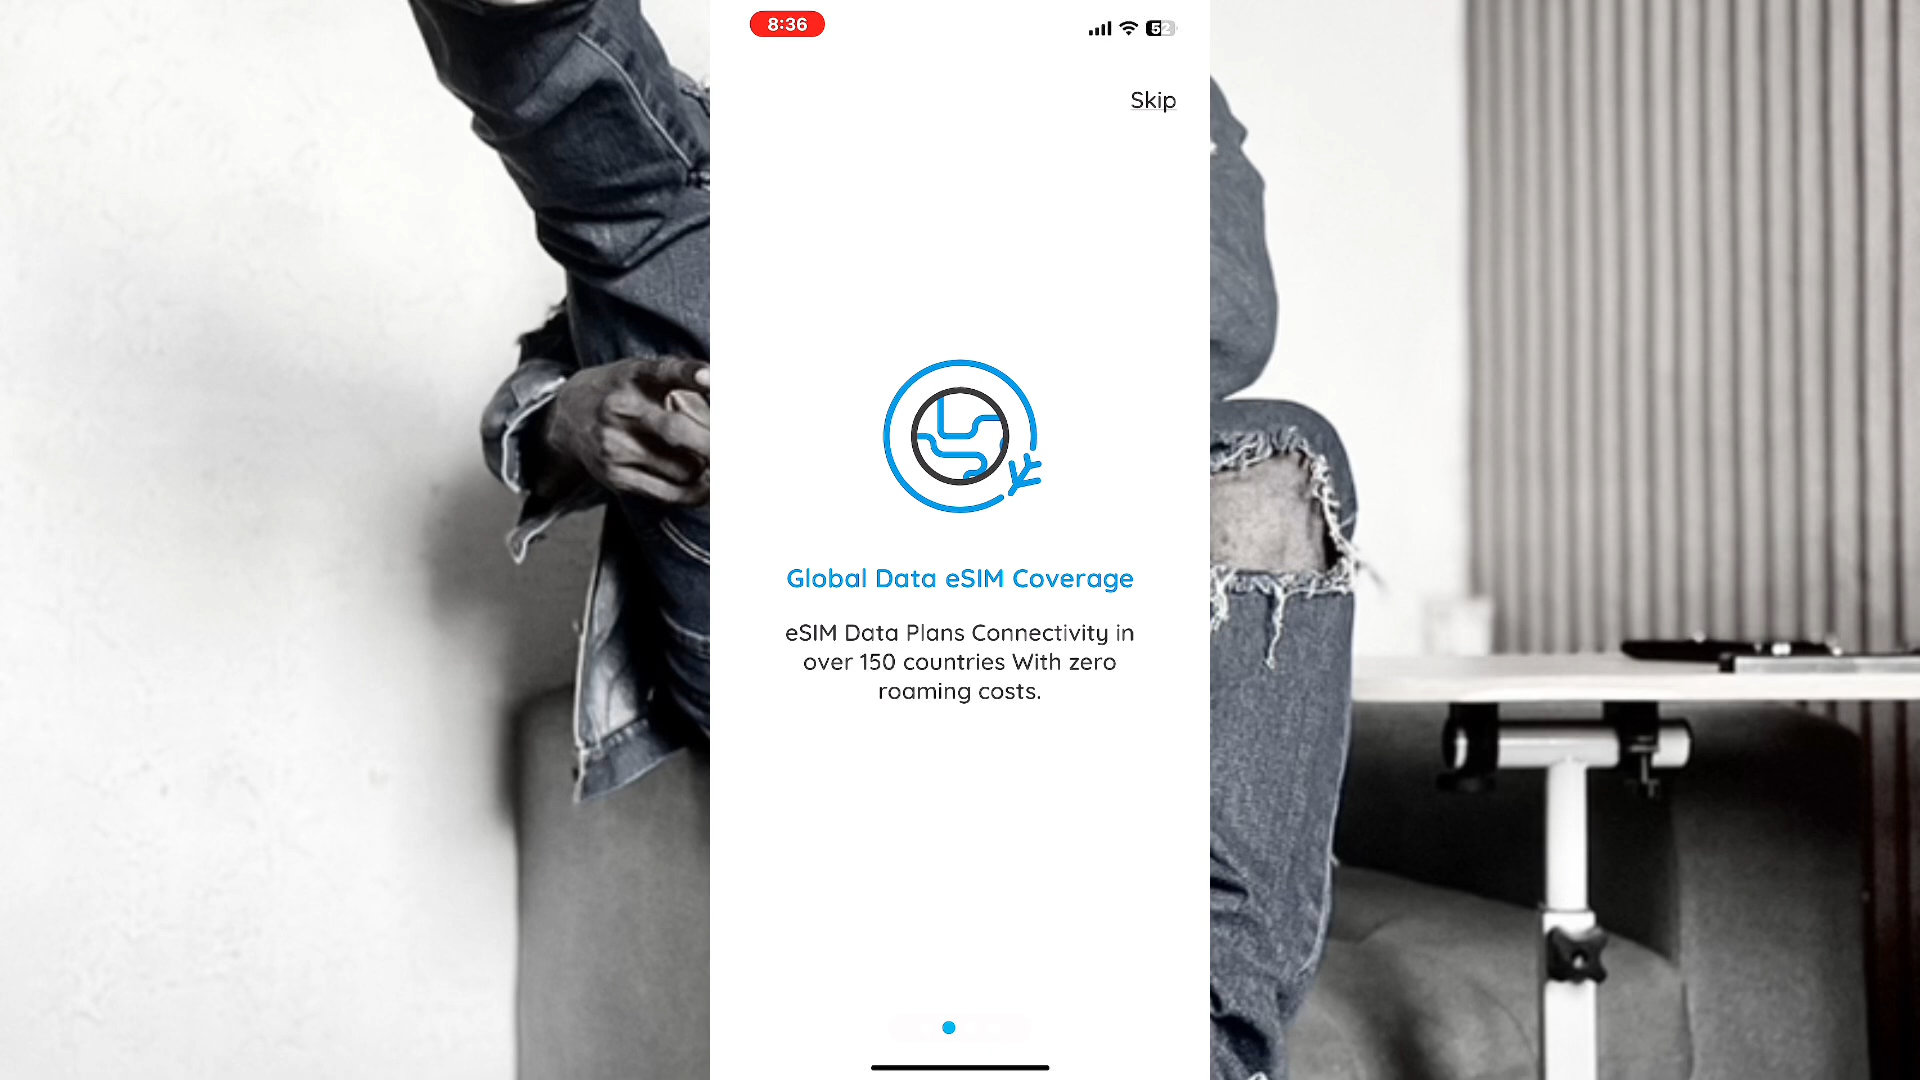 8:36
52
Skip
Global Data eSIM Coverage
eSIM Data Plans Connectivity in
over 150 countries With zero
roaming costs.